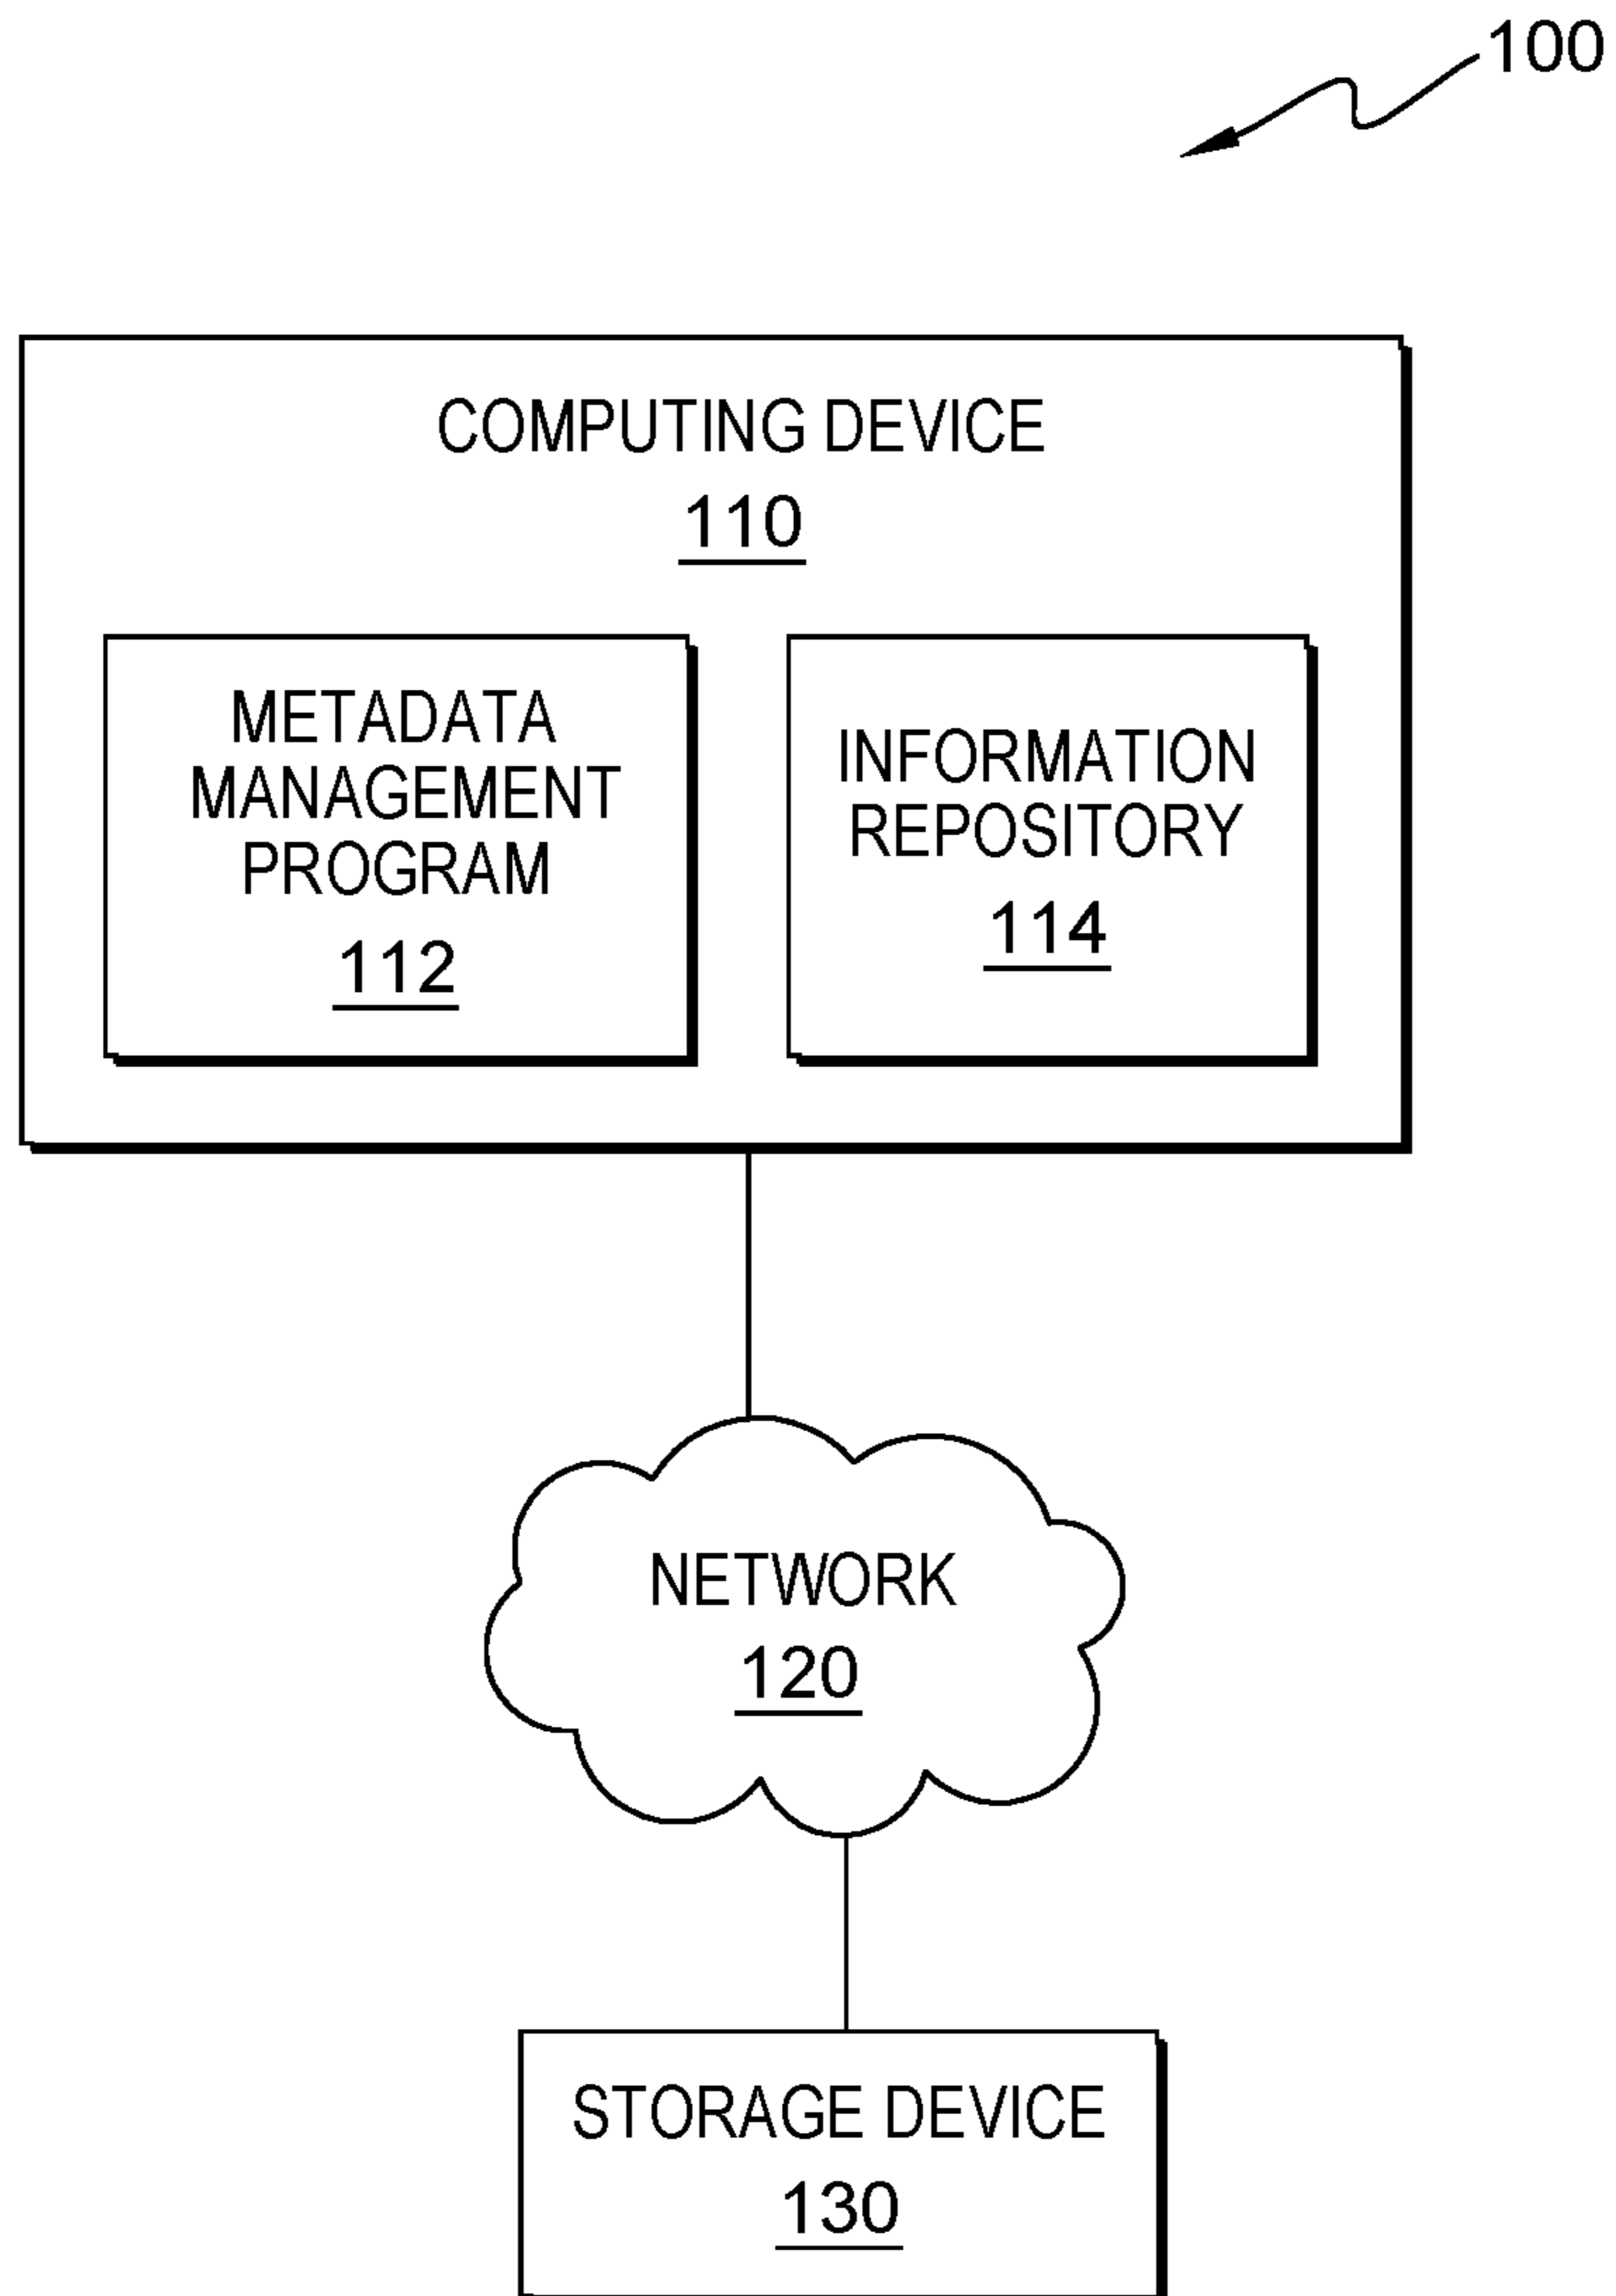 100
COMPUTING DEVICE
110
METADATA
MANAGEMENT
PROGRAM
112
INFORMATION
REPOSITORY
114
NETWORK
120
STORAGE DEVICE
130